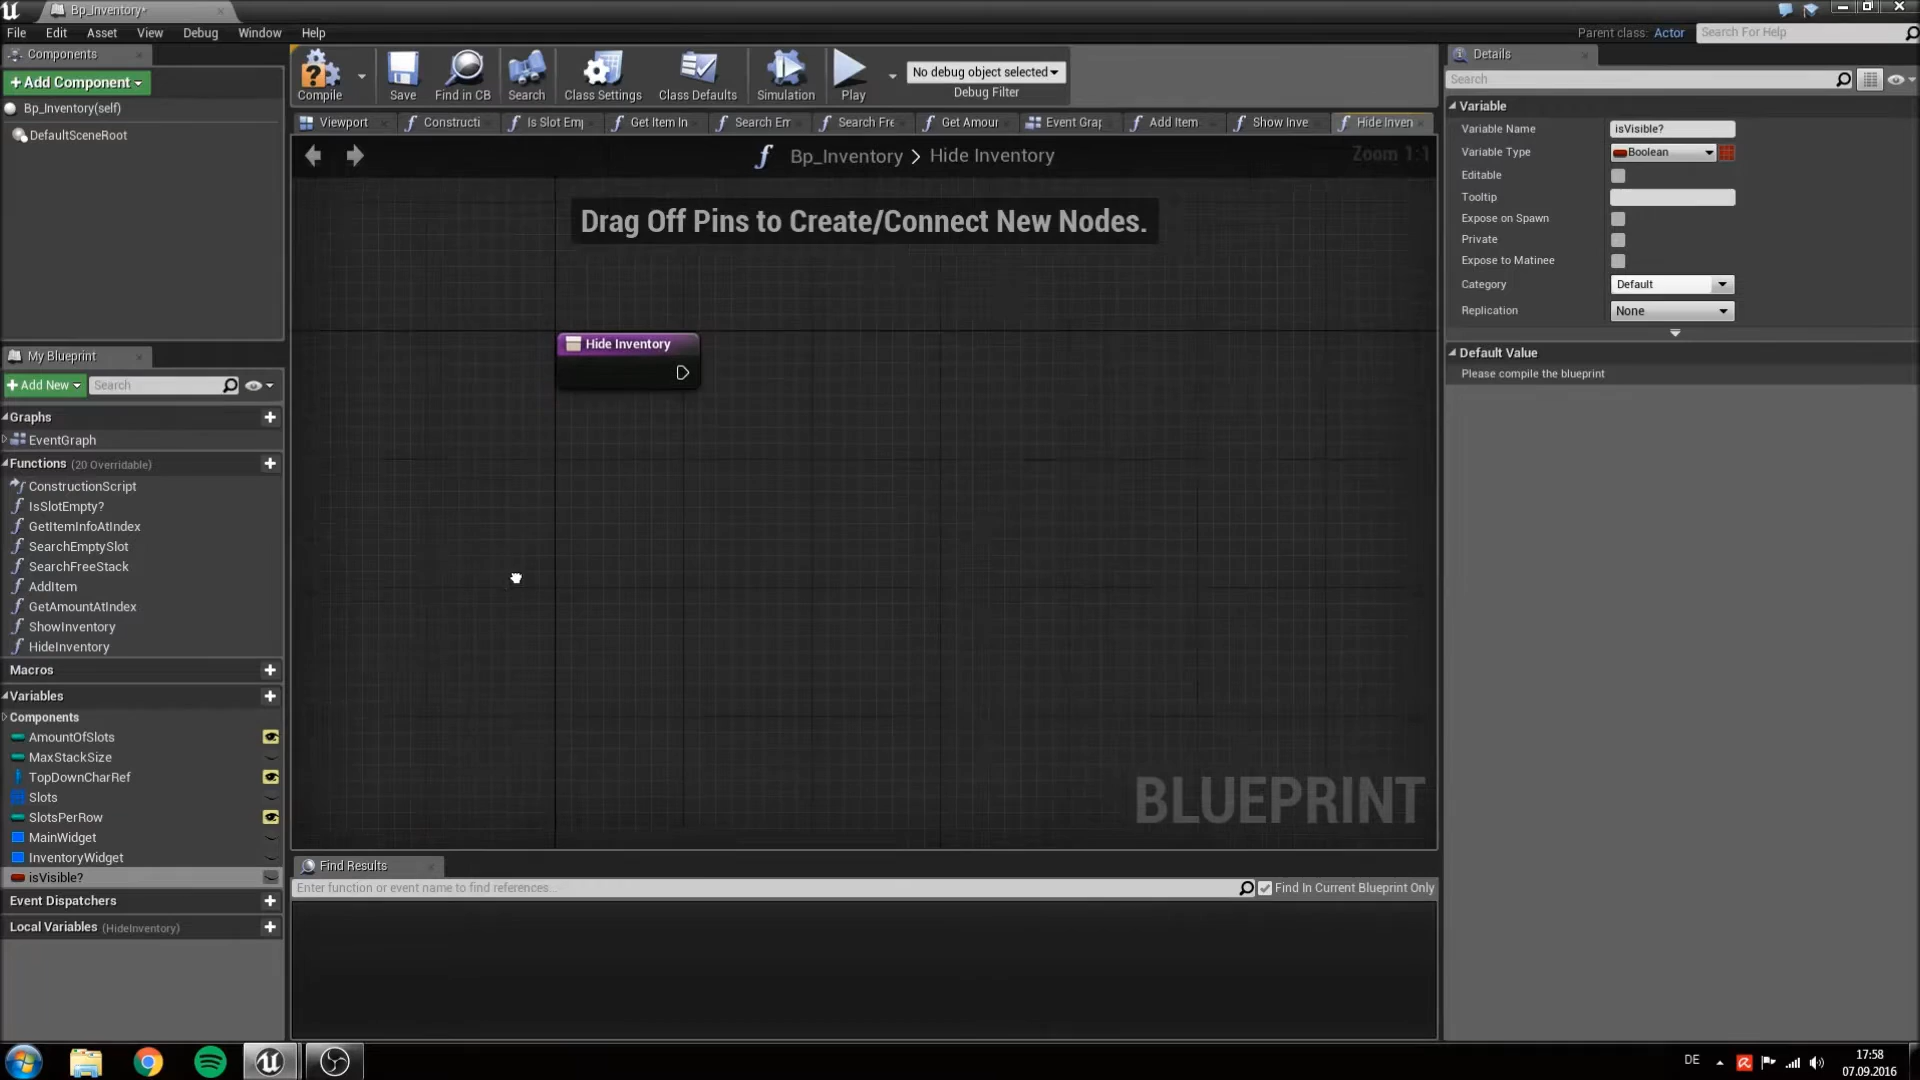 Bp_Inventory*
File Edit Asset View Debug Window Help
Parent class: Actor
Search For Help
Components
+Add Component
Bp_Inventory(self)
DefaultSceneRoot
Compile
Save
Find in CB
Search
Class Settings
Class Defaults
Simulation
Play
No debug object selected
Debug Filter
Viewport
Constructi
Is Slot Emp
Get Item In
Search Em
Search Fre
Get Amour
Event Grap
Add Item
Show Inve
Hide Inven
Bp_Inventory > Hide Inventory
Zoom 1:1
Drag Off Pins to Create/Connect New Nodes.
Hide Inventory
BLUEPRINT
My Blueprint
+Add New
Search
Graphs
EventGraph
Functions (20 Overridable)
ConstructionScript
IsSlotEmpty?
GetItemInfoAtIndex
SearchEmptySlot
SearchFreeStack
AddItem
GetAmountAtIndex
ShowInventory
HideInventory
Macros
Variables
Components
AmountOfSlots
MaxStackSize
TopDownCharRef
Slots
SlotsPerRow
MainWidget
InventoryWidget
isVisible?
Event Dispatchers
Local Variables (HideInventory)
Find Results
Enter function or event name to find references...
Find In Current Blueprint Only
Details
Search
Variable
Variable Name isVisible?
Variable Type Boolean
Editable
Tooltip
Expose on Spawn
Private
Expose to Matinee
Category Default
Replication None
Default Value
Please compile the blueprint
DE
17:58
07.09.2016